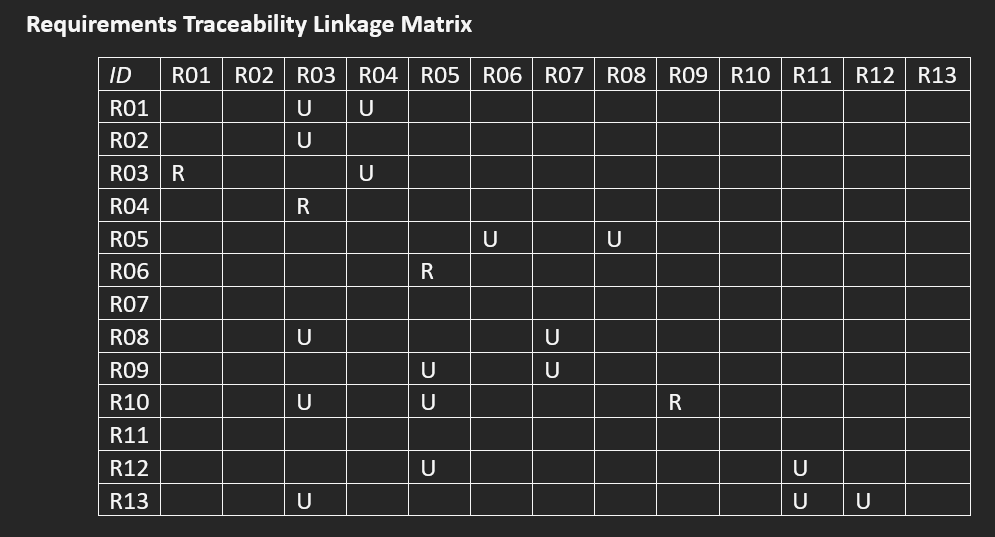 Requirements Traceability Linkage Matrix
ID R01 R02 R03 R04 R05 R06 R07 R08 R09 R10 R11 R12 R13
R01 U U
R02 U
R03 R U
R04 R
R05 U U
R06 R
R07
R08 U U
R09 U U
R10 U U R
R11
R12 U U
R13 U U U